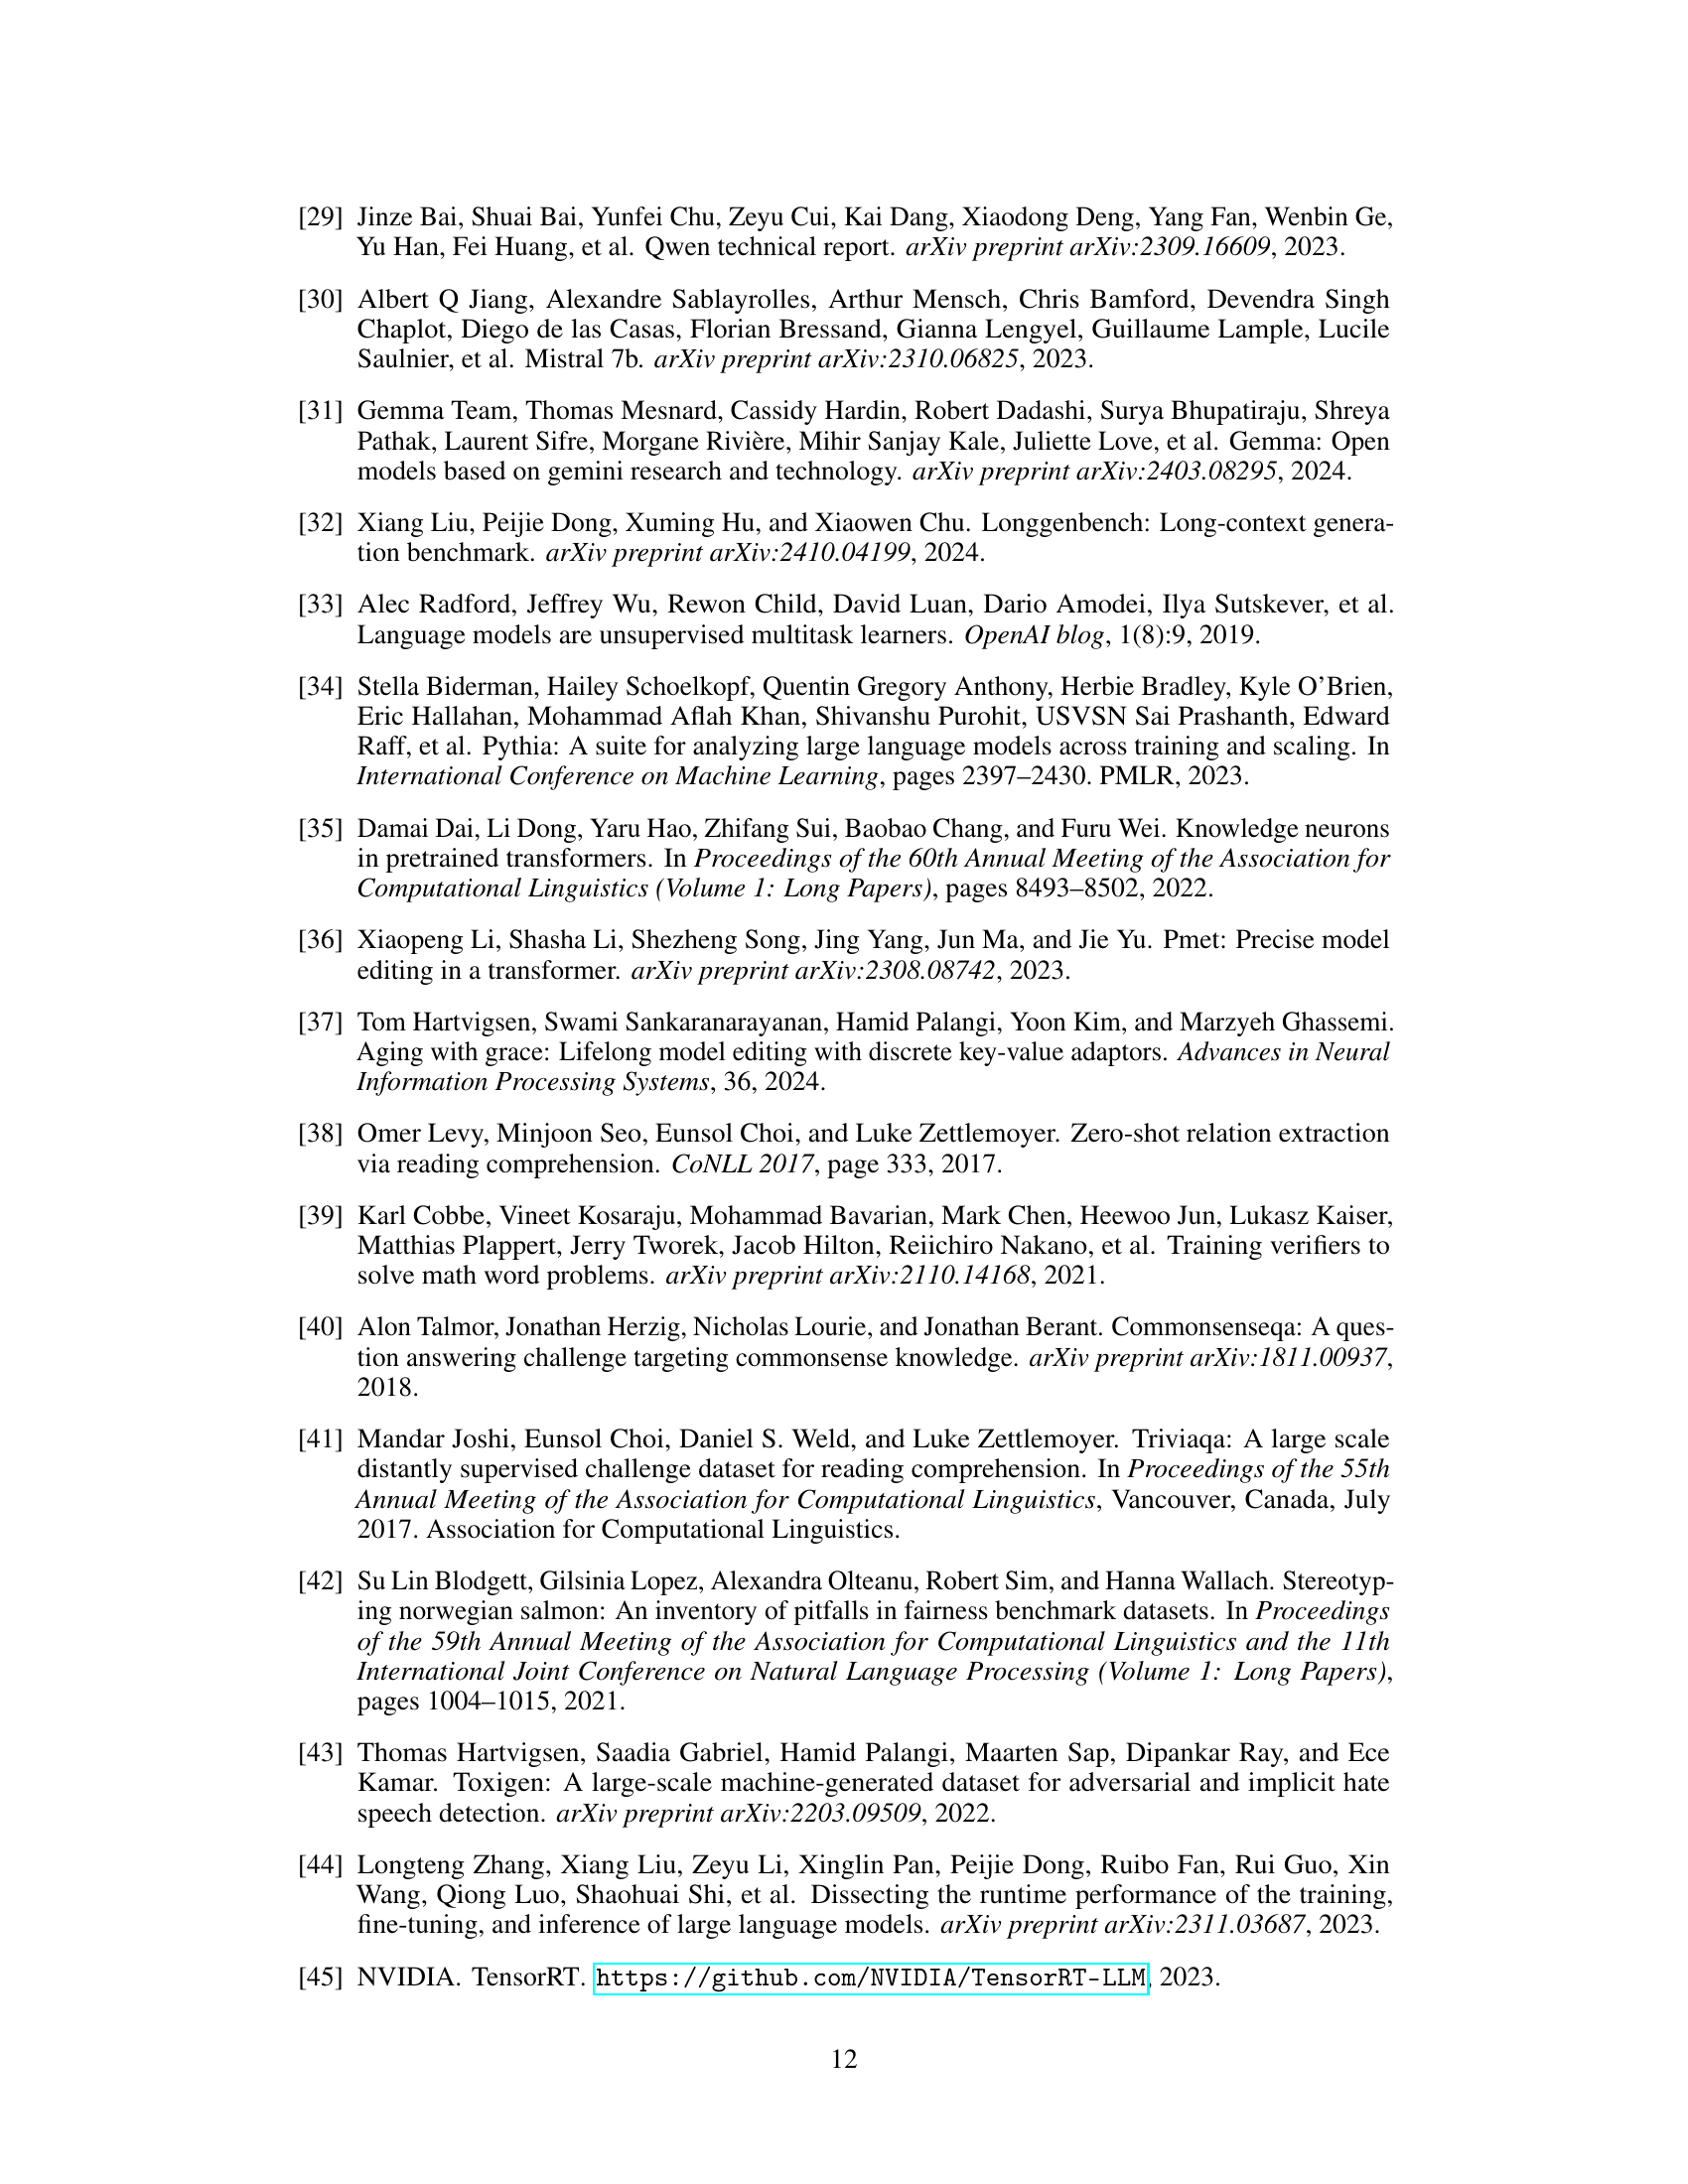 [29] Jinze Bai, Shuai Bai, Yunfei Chu, Zeyu Cui, Kai Dang, Xiaodong Deng, Yang Fan, Wenbin Ge,
Yu Han, Fei Huang, et al. Qwen technical report. arXiv preprint arXiv:2309.16609, 2023.
[30] Albert Q Jiang, Alexandre Sablayrolles, Arthur Mensch, Chris Bamford, Devendra Singh
Chaplot, Diego de las Casas, Florian Bressand, Gianna Lengyel, Guillaume Lample, Lucile
Saulnier, et al. Mistral 7b. arXiv preprint arXiv:2310.06825, 2023.
[31] Gemma Team, Thomas Mesnard, Cassidy Hardin, Robert Dadashi, Surya Bhupatiraju, Shreya
Pathak, Laurent Sifre, Morgane Rivière, Mihir Sanjay Kale, Juliette Love, et al. Gemma: Open
models based on gemini research and technology. arXiv preprint arXiv:2403.08295, 2024.
[32] Xiang Liu, Peijie Dong, Xuming Hu, and Xiaowen Chu. Longgenbench: Long-context genera-
tion benchmark. arXiv preprint arXiv:2410.04199, 2024.
[33] Alec Radford, Jeffrey Wu, Rewon Child, David Luan, Dario Amodei, Ilya Sutskever, et al.
Language models are unsupervised multitask learners. OpenAI blog, 1(8):9, 2019.
[34] Stella Biderman, Hailey Schoelkopf, Quentin Gregory Anthony, Herbie Bradley, Kyle O'Brien,
Eric Hallahan, Mohammad Aflah Khan, Shivanshu Purohit, USVSN Sai Prashanth, Edward
Raff, et al. Pythia: A suite for analyzing large language models across training and scaling. In
International Conference on Machine Learning, pages 2397–2430. PMLR, 2023.
[35] Damai Dai, Li Dong, Yaru Hao, Zhifang Sui, Baobao Chang, and Furu Wei. Knowledge neurons
in pretrained transformers. In Proceedings of the 60th Annual Meeting of the Association for
Computational Linguistics (Volume 1: Long Papers), pages 8493–8502, 2022.
[36] Xiaopeng Li, Shasha Li, Shezheng Song, Jing Yang, Jun Ma, and Jie Yu. Pmet: Precise model
editing in a transformer. arXiv preprint arXiv:2308.08742, 2023.
[37] Tom Hartvigsen, Swami Sankaranarayanan, Hamid Palangi, Yoon Kim, and Marzyeh Ghassemi.
Aging with grace: Lifelong model editing with discrete key-value adaptors. Advances in Neural
Information Processing Systems, 36, 2024.
[38] Omer Levy, Minjoon Seo, Eunsol Choi, and Luke Zettlemoyer. Zero-shot relation extraction
via reading comprehension. CoNLL 2017, page 333, 2017.
[39] Karl Cobbe, Vineet Kosaraju, Mohammad Bavarian, Mark Chen, Heewoo Jun, Lukasz Kaiser,
Matthias Plappert, Jerry Tworek, Jacob Hilton, Reiichiro Nakano, et al. Training verifiers to
solve math word problems. arXiv preprint arXiv:2110.14168, 2021.
[40] Alon Talmor, Jonathan Herzig, Nicholas Lourie, and Jonathan Berant. Commonsenseqa: A ques-
tion answering challenge targeting commonsense knowledge. arXiv preprint arXiv:1811.00937,
2018.
[41] Mandar Joshi, Eunsol Choi, Daniel S. Weld, and Luke Zettlemoyer. Triviaqa: A large scale
distantly supervised challenge dataset for reading comprehension. In Proceedings of the 55th
Annual Meeting of the Association for Computational Linguistics, Vancouver, Canada, July
2017. Association for Computational Linguistics.
[42] Su Lin Blodgett, Gilsinia Lopez, Alexandra Olteanu, Robert Sim, and Hanna Wallach. Stereotyp-
ing norwegian salmon: An inventory of pitfalls in fairness benchmark datasets. In Proceedings
of the 59th Annual Meeting of the Association for Computational Linguistics and the 11th
International Joint Conference on Natural Language Processing (Volume 1: Long Papers),
pages 1004–1015, 2021.
[43] Thomas Hartvigsen, Saadia Gabriel, Hamid Palangi, Maarten Sap, Dipankar Ray, and Ece
Kamar. Toxigen: A large-scale machine-generated dataset for adversarial and implicit hate
speech detection. arXiv preprint arXiv:2203.09509, 2022.
[44] Longteng Zhang, Xiang Liu, Zeyu Li, Xinglin Pan, Peijie Dong, Ruibo Fan, Rui Guo, Xin
Wang, Qiong Luo, Shaohuai Shi, et al. Dissecting the runtime performance of the training,
fine-tuning, and inference of large language models. arXiv preprint arXiv:2311.03687, 2023.
[45] NVIDIA. TensorRT. https://github.com/NVIDIA/TensorRT-LLM, 2023.
12